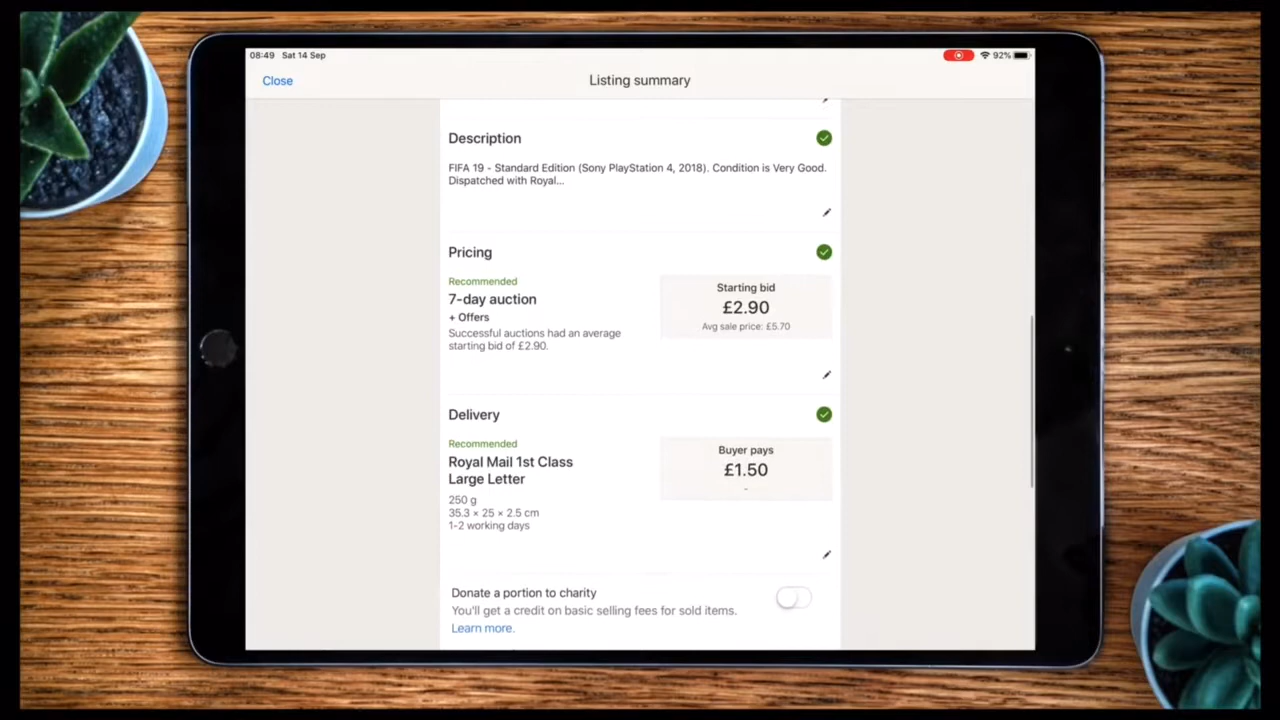 08:49 Sat 14 Sep
92%
Close
Listing summary
Description
FIFA 19 - Standard Edition (Sony PlayStation 4, 2018). Condition is Very Good.
Dispatched with Royal...
Pricing
Recommended
7-day auction
+ Offers
Successful auctions had an average
starting bid of £2.90.
Starting bid
£2.90
Avg sale price: £5.70
Delivery
Recommended
Royal Mail 1st Class
Large Letter
250 g
35.3 × 25 × 2.5 cm
1-2 working days
Buyer pays
£1.50
-
Donate a portion to charity
You'll get a credit on basic selling fees for sold items.
Learn more.